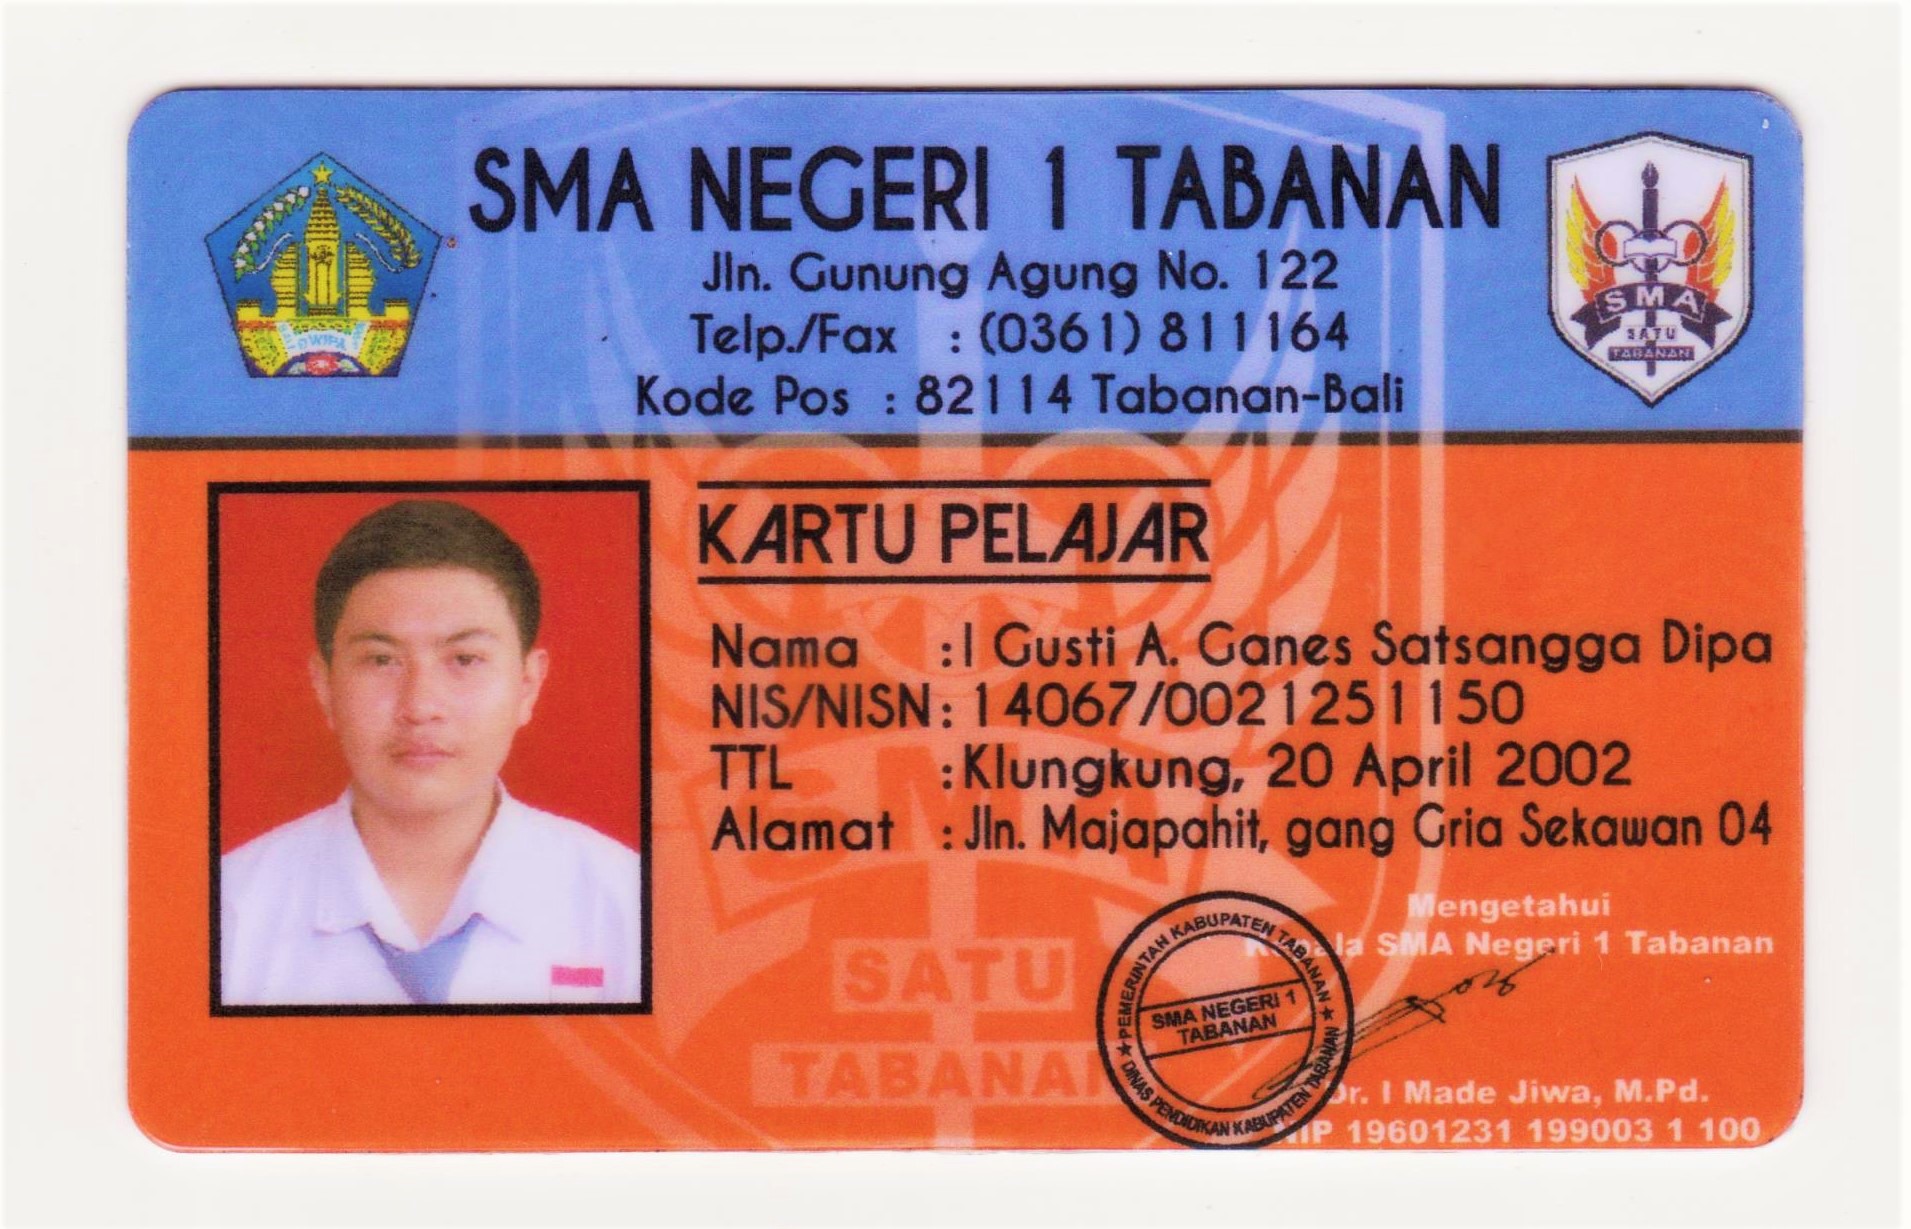 SMA NEGERI 1 TABANAN
Jln. Gunung Agung No. 122
Telp./Fax : (0361) 811164
Kode Pos : 82114 Tabanan-Bali
DWIPA
SMA
SATU
TABANAN
KARTU PELAJAR
Nama : I Gusti A. Ganes Satsangga Dipa
NIS/NISN : 14067/0021251150
TTL : Klungkung, 20 April 2002
Alamat : Jln. Majapahit, gang Gria Sekawan 04
Mengetahui
Kepala SMA Negeri 1 Tabanan
PEMERINTAH KABUPATEN TABANAN
SMA NEGERI 1
TABANAN
DINAS PENDIDIKAN KABUPATEN TABANAN
Dr. I Made Jiwa, M.Pd.
NIP 19601231 199003 1 100
SMA
SATU
TABANAN